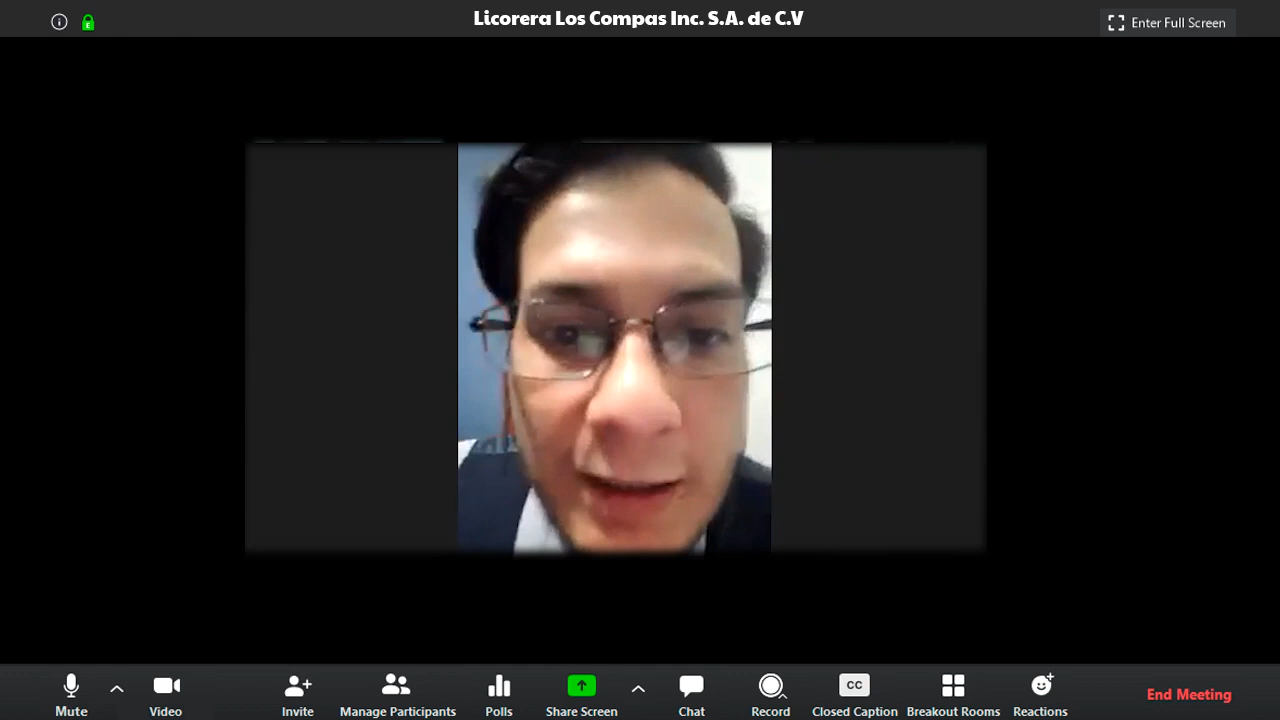 Licorera Los Compas Inc. S.A. de C.V
Enter Full Screen
Mute
Video
Invite
Manage Participants
Polls
Share Screen
Chat
Record
CC
Closed Caption
Breakout Rooms
Reactions
End Meeting